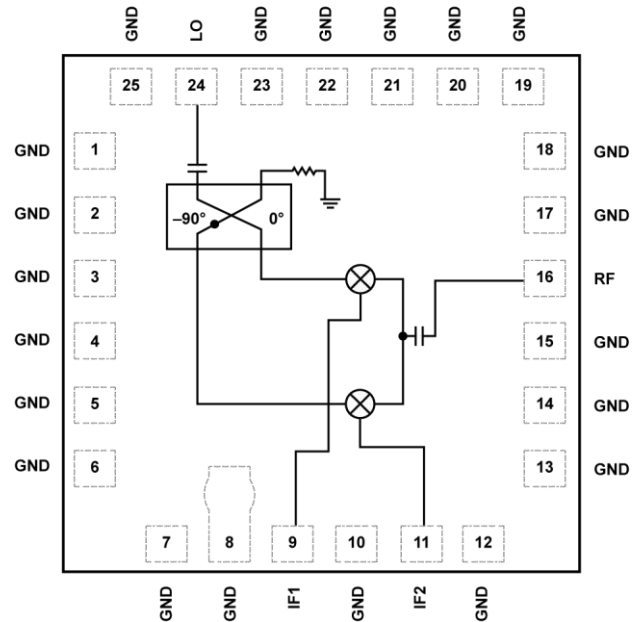 GND LO GND GND GND GND GND
25 24 23 22 21 20 19
GND 1 18 GND
–90° 0°
GND 2 17 GND
GND 3 16 RF
GND 4 15 GND
GND 5 14 GND
GND 6 13 GND
7 8 9 10 11 12
GND GND IF1 GND IF2 GND